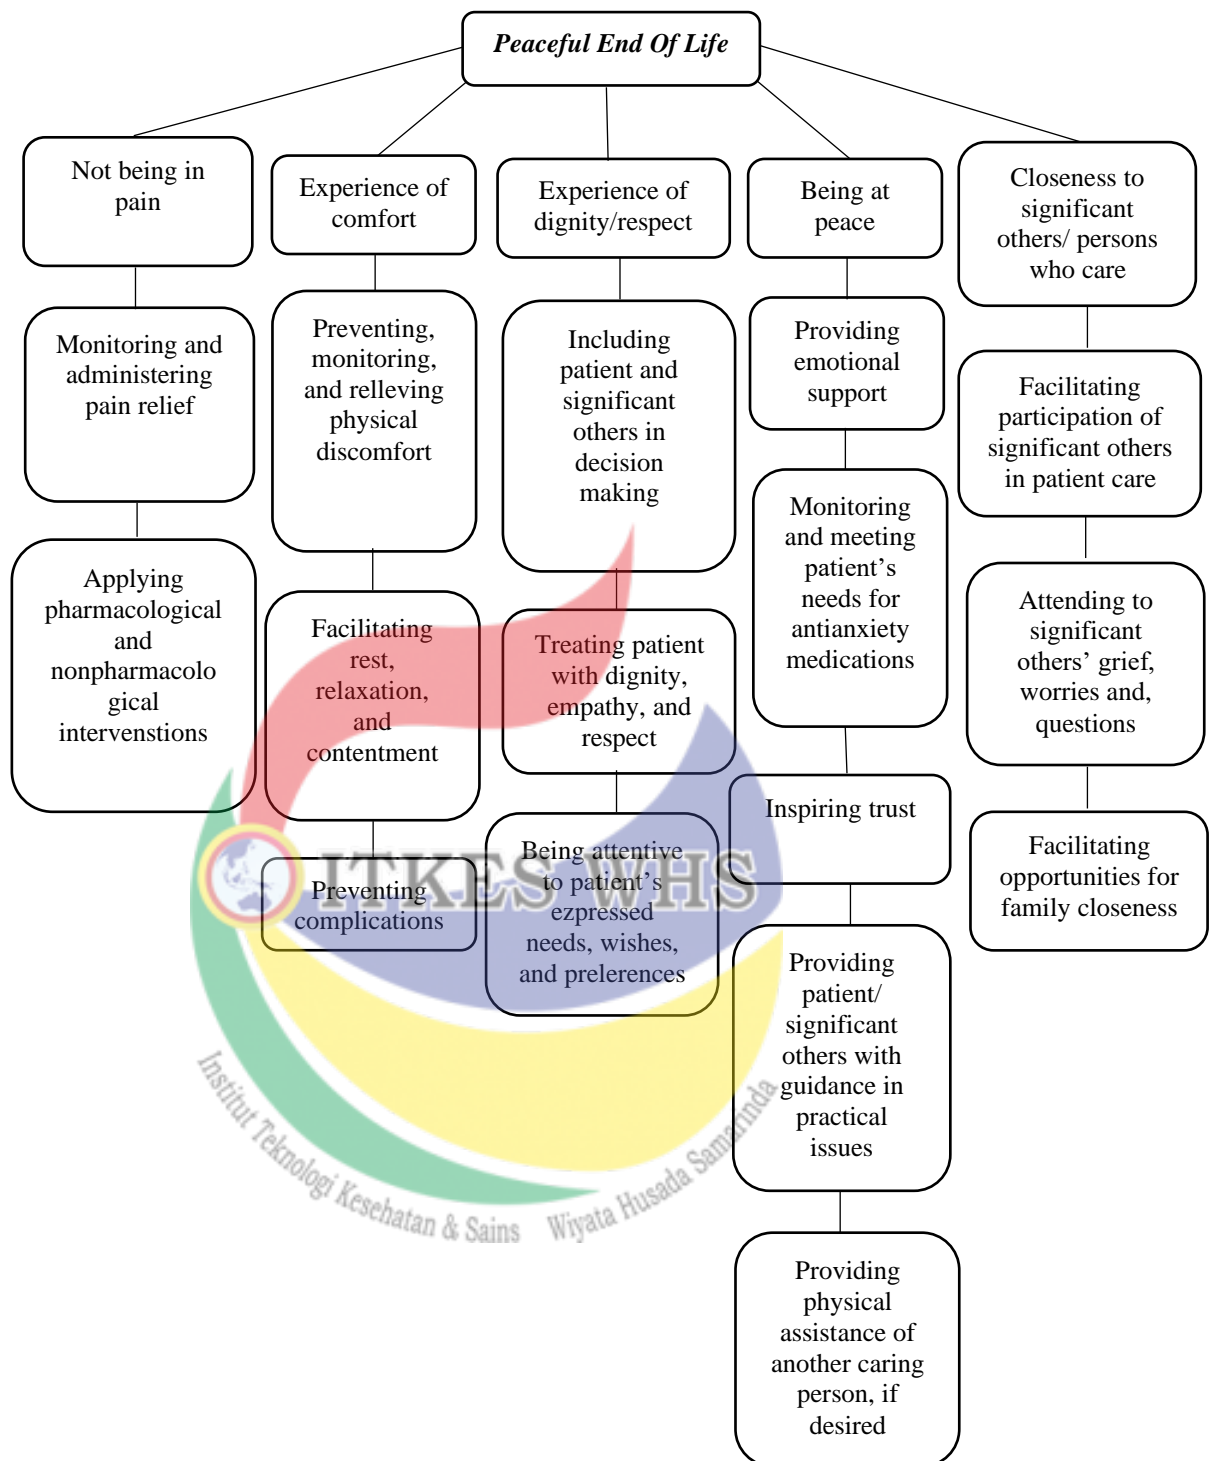 Peaceful End Of Life
Not being in
pain
Monitoring and
administering
pain relief
Applying
pharmacological
and
nonpharmacolo
gical
intervenstions
Experience of
comfort
Preventing,
monitoring,
and rellevìng
physical
discomfort
Facilitating
rest,
relaxation,
and
contentment
Preventing
complications
Experience of
dignity/respect
Including
patient and
significant
others in
decision
making
Treating patient
with dignity,
empathy, and
respect
Being attentive
to patient’s
ezpressed
needs, wishes,
and prelerences
Being at
peace
Providing
emotional
support
Monitoring
and meeting
patient’s
needs for
antianxiety
medications
Inspiring trust
Providing
patient/
significant
others with
guidance in
practical
issues
Providing
physical
assistance of
another caring
person, if
desired
Closeness to
significant
others/ persons
who care
Facilitating
participation of
significant others
in patient care
Attending to
significant
others’ grief,
worries and,
questions
Facilitating
opportunities for
family closeness
ITKES WHS
Institut Teknologi Kesehatan & Sains Wiyata Husada Samarinda